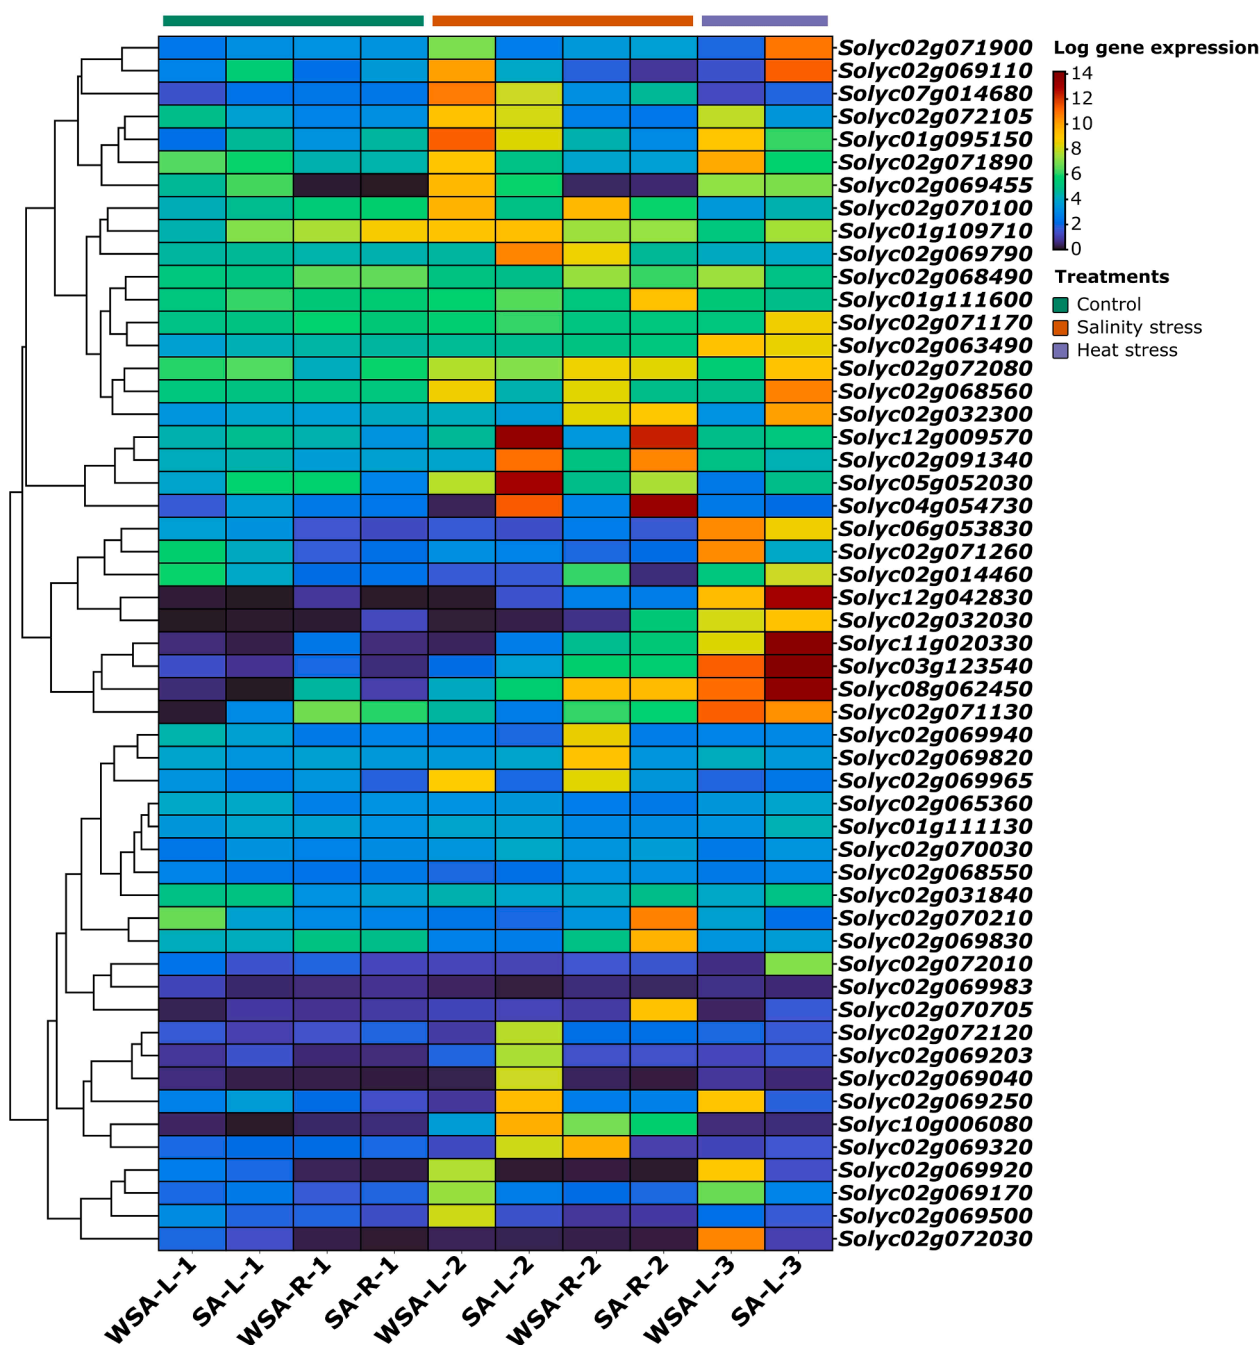 Solyc02g071900
Solyc02g069110
Solyc07g014680
Solyc02g072105
Solyc01g095150
Solyc02g071890
Solyc02g069455
Solyc02g070100
Solyc01g109710
Solyc02g069790
Solyc02g068490
Solyc01g111600
Solyc02g071170
Solyc02g063490
Solyc02g072080
Solyc02g068560
Solyc02g032300
Solyc12g009570
Solyc02g091340
Solyc05g052030
Solyc04g054730
Solyc06g053830
Solyc02g071260
Solyc02g014460
Solyc12g042830
Solyc02g032030
Solyc11g020330
Solyc03g123540
Solyc08g062450
Solyc02g071130
Solyc02g069940
Solyc02g069820
Solyc02g069965
Solyc02g065360
Solyc01g111130
Solyc02g070030
Solyc02g068550
Solyc02g031840
Solyc02g070210
Solyc02g069830
Solyc02g072010
Solyc02g069983
Solyc02g070705
Solyc02g072120
Solyc02g069203
Solyc02g069040
Solyc02g069250
Solyc10g006080
Solyc02g069320
Solyc02g069920
Solyc02g069170
Solyc02g069500
Solyc02g072030
WSA-L-1
SA-L-1
WSA-R-1
SA-R-1
WSA-L-2
SA-L-2
WSA-R-2
SA-R-2
WSA-L-3
SA-L-3
Log gene expression
14
12
10
8
6
4
2
0
Treatments
Control
Salinity stress
Heat stress